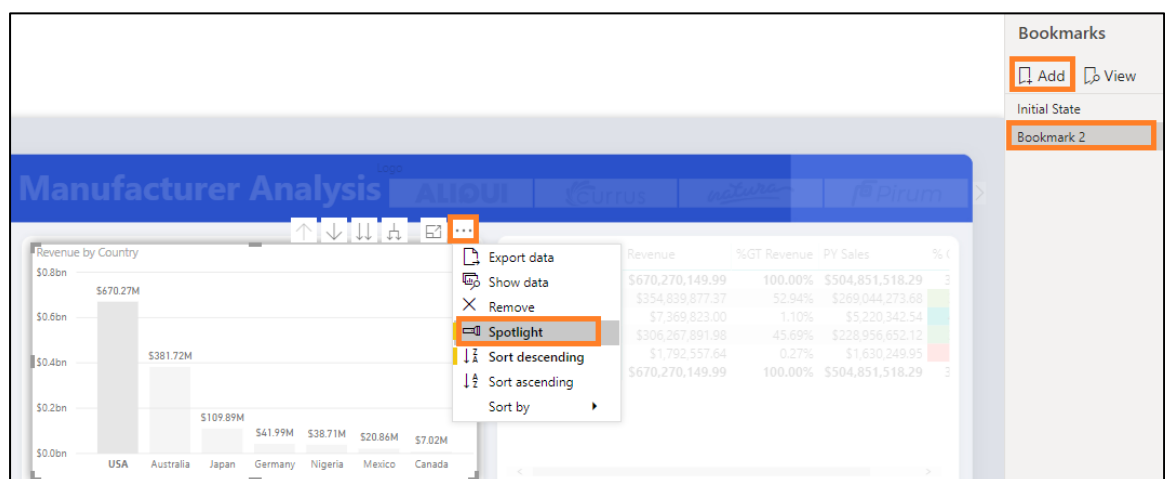 Bookmarks
Add View
Initial State
Bookmark 2
Logo
Manufacturer Analysis ALIQUI Currus nature Pirum
Revenue by Country
$0.8bn
$0.6bn
$0.4bn
$0.2bn
$0.0bn
$670.27M
$381.72M
$109.89M
$41.99M
$38.71M
$20.86M
$7.02M
USA Australia Japan Germany Nigeria Mexico Canada
Export data
Show data
Remove
Spotlight
Sort descending
Sort ascending
Sort by
Revenue %GT Revenue PY Sales %
$670,270,149.99 100.00% $504,851,518.29 3
$354,839,877.37 52.94% $269,044,273.68
$7,369,823.00 1.10% $5,220,342.54
$306,267,891.98 45.69% $228,956,652.12
$1,792,557.64 0.27% $1,630,249.95
$670,270,149.99 100.00% $504,851,518.29 3